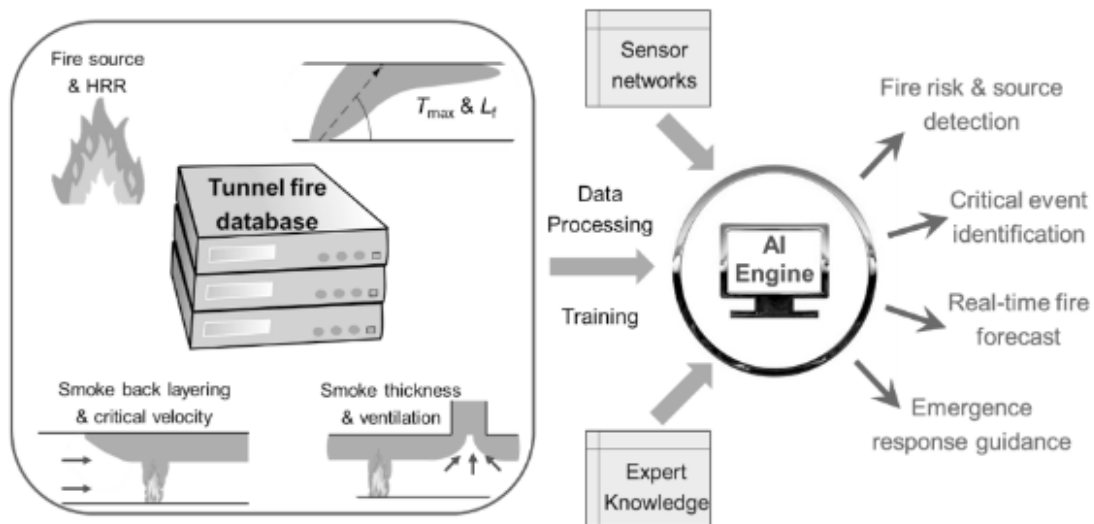 Fire source
& HRR
Tmax & Lf
Tunnel fire
database
Smoke back layering
& critical velocity
Smoke thickness
& ventilation
Sensor
networks
Data
Processing
Training
Expert
Knowledge
AI
Engine
Fire risk & source
detection
Critical event
identification
Real-time fire
forecast
Emergence
response guidance